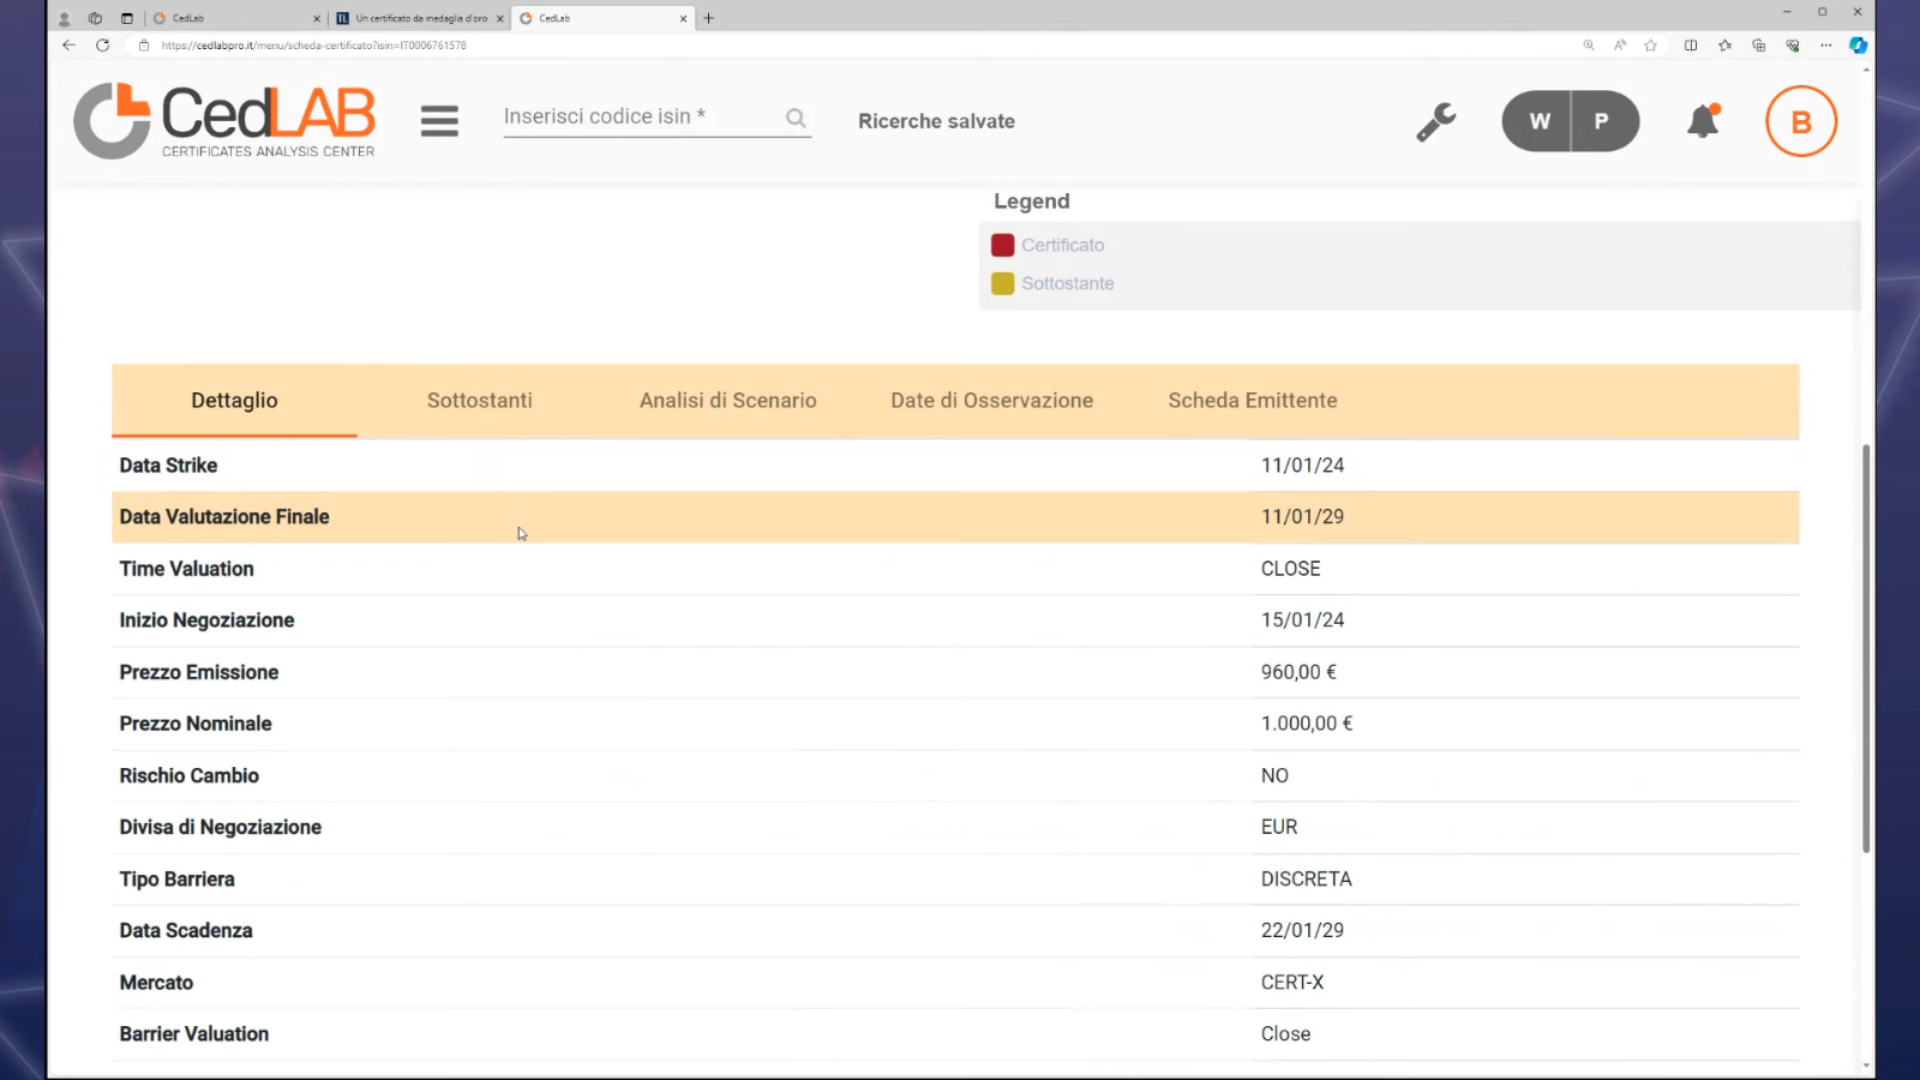 CedLab
Un certificato da medaglia d'oro
CedLab
https://cedlabpro.it/menu/scheda-certificato?isin=IT0006761578
CedLAB
CERTIFICATES ANALYSIS CENTER
Inserisci codice isin *
Ricerche salvate
W P
B
Legend
Certificato
Sottostante
Dettaglio Sottostanti Analisi di Scenario Date di Osservazione Scheda Emittente
Data Strike 11/01/24
Data Valutazione Finale 11/01/29
Time Valuation CLOSE
Inizio Negoziazione 15/01/24
Prezzo Emissione 960,00 €
Prezzo Nominale 1.000,00 €
Rischio Cambio NO
Divisa di Negoziazione EUR
Tipo Barriera DISCRETA
Data Scadenza 22/01/29
Mercato CERT-X
Barrier Valuation Close